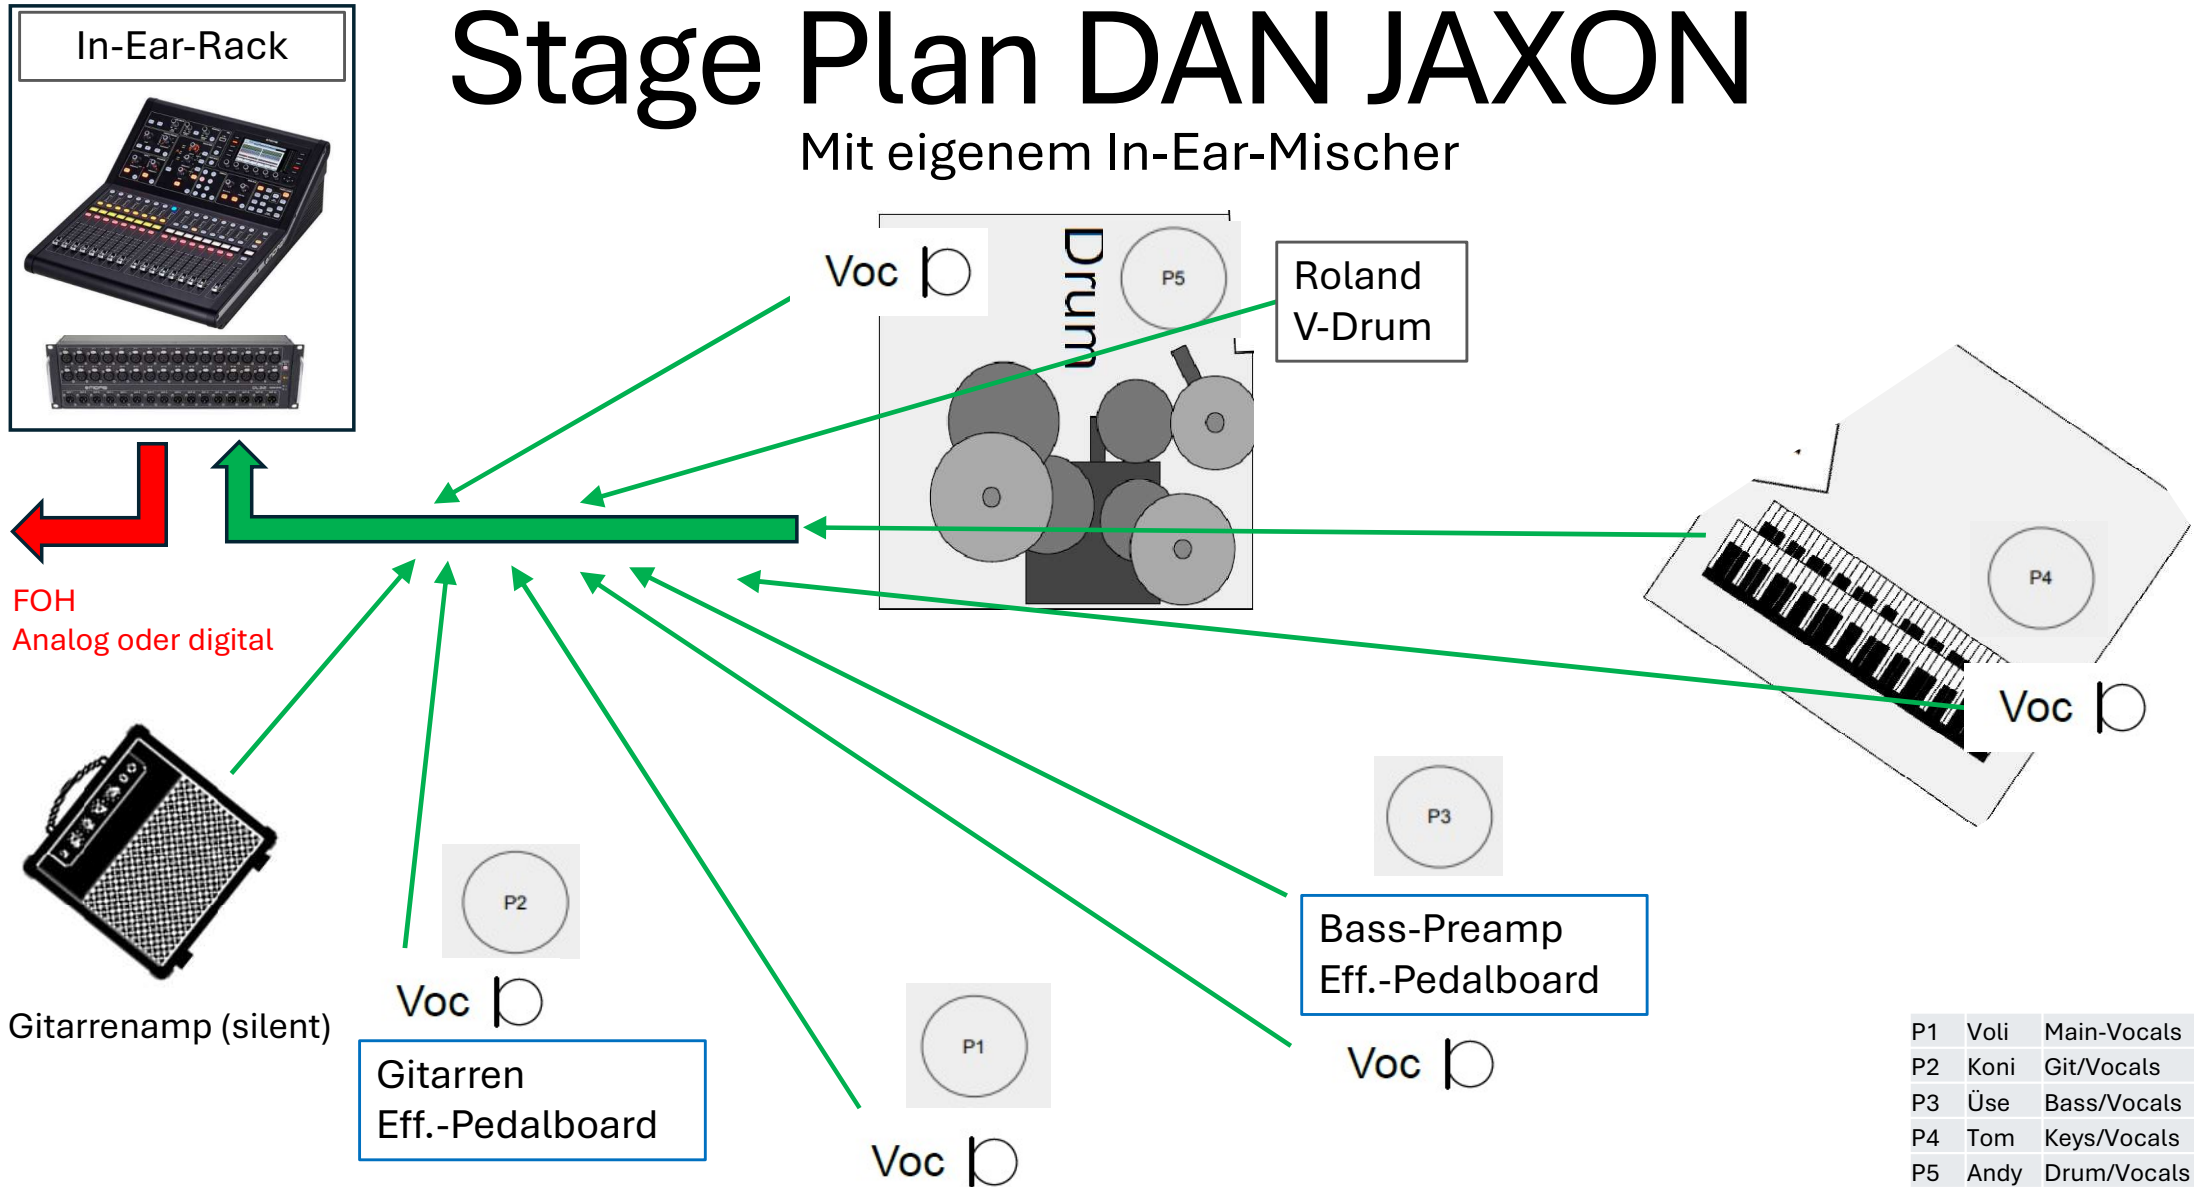 In-Ear-Rack
Stage Plan DAN JAXON
Mit eigenem In-Ear-Mischer
Voc
Drum
P5
Roland
V-Drum
FOH
Analog oder digital
P4
Voc
P3
Bass-Preamp
Eff.-Pedalboard
Voc
P2
Voc
Gitarren
Eff.-Pedalboard
Gitarrenamp (silent)
P1
Voc
P1 Voli Main-Vocals
P2 Koni Git/Vocals
P3 Üse Bass/Vocals
P4 Tom Keys/Vocals
P5 Andy Drum/Vocals